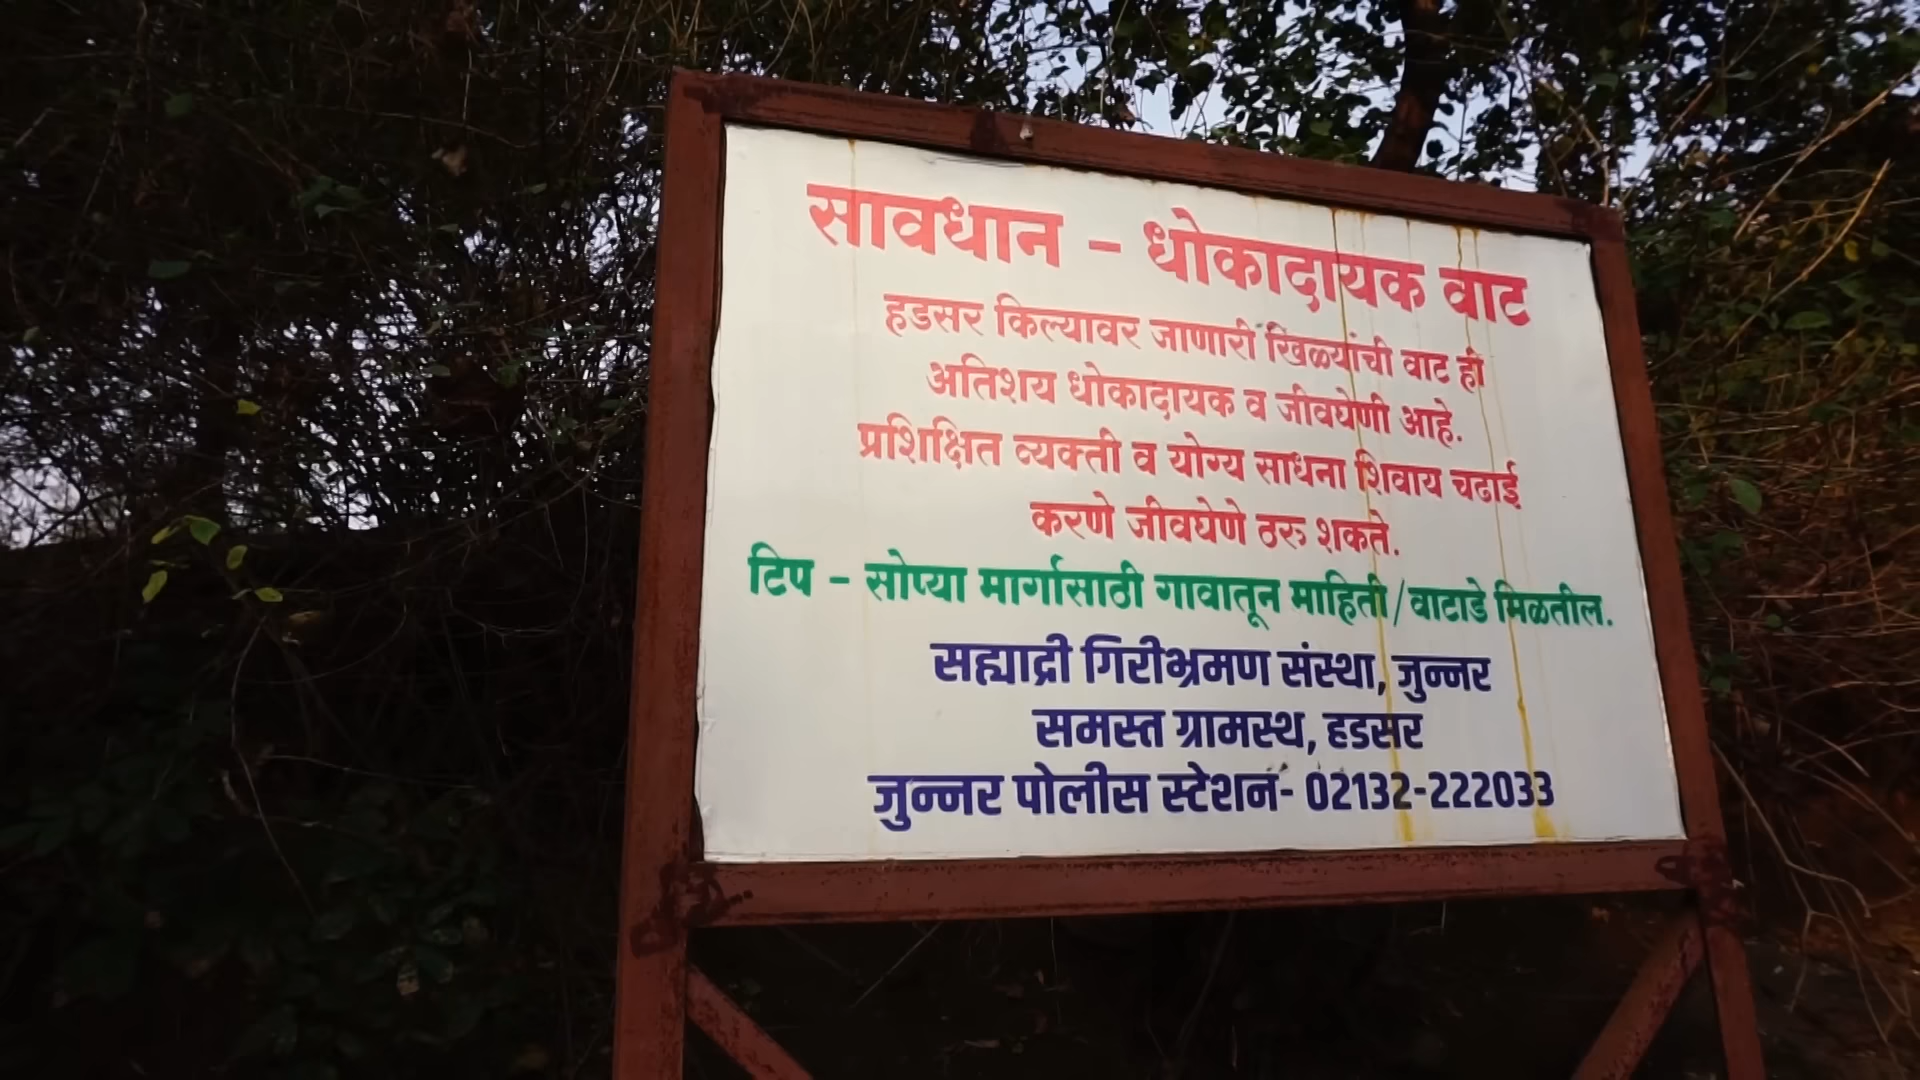 सावधान - धोकादायक वाट
हडसर किल्यावर जाणारी खिळ्यांची वाट ही
अतिशय धोकादायक व जीवघेणी आहे.
प्रशिक्षित व्यक्ती व योग्य साधना शिवाय चढाई
करणे जीवघेणे ठरु शकते.
टिप - सोप्या मार्गासाठी गावातून माहिती/वाटाडे मिळतील.
सह्याद्री गिरीभ्रमण संस्था, जुन्नर
समस्त ग्रामस्थ, हडसर
जुन्नर पोलीस स्टेशन- 02132-222033